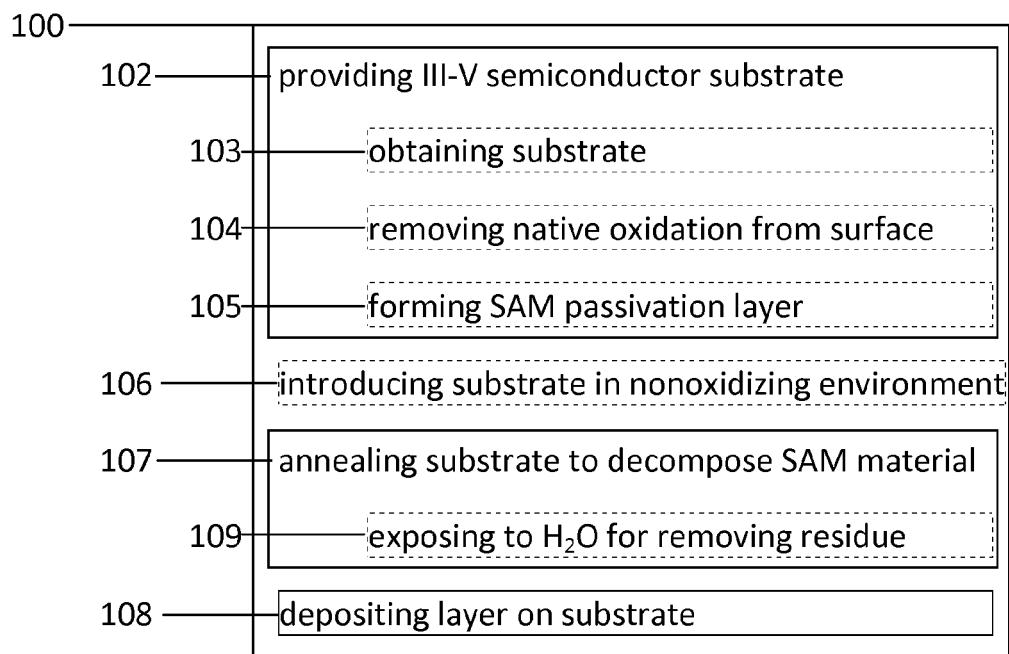 100
102 providing III-V semiconductor substrate
103 obtaining substrate
104 removing native oxidation from surface
105 forming SAM passivation layer
106 introducing substrate in nonoxidizing environment
107 annealing substrate to decompose SAM material
109 exposing to H₂O for removing residue
108 depositing layer on substrate